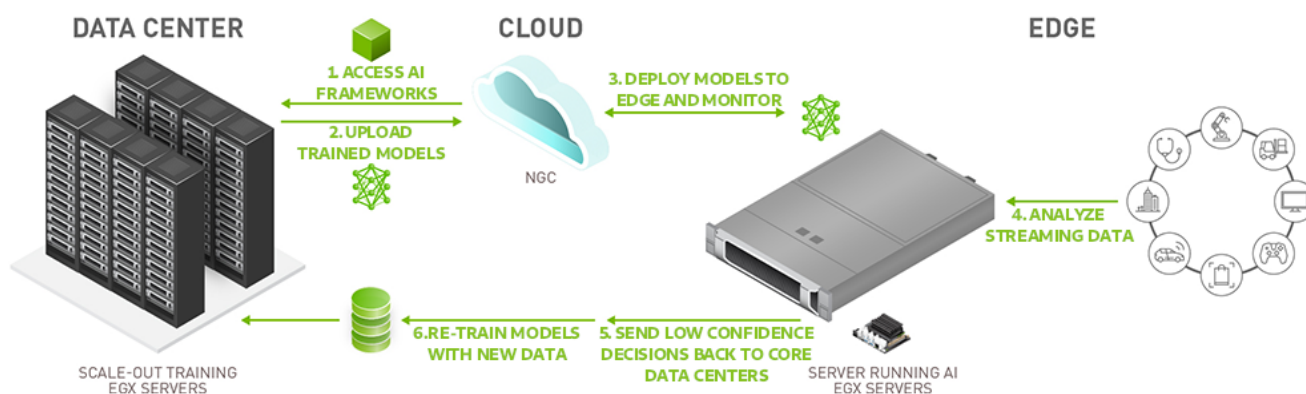 DATA CENTER
CLOUD
EDGE
1. ACCESS AI
FRAMEWORKS
2. UPLOAD
TRAINED MODELS
NGC
3. DEPLOY MODELS TO
EDGE AND MONITOR
4. ANALYZE
STREAMING DATA
5. SEND LOW CONFIDENCE
DECISIONS BACK TO CORE
DATA CENTERS
6.RE-TRAIN MODELS
WITH NEW DATA
SCALE-OUT TRAINING
EGX SERVERS
SERVER RUNNING AI
EGX SERVERS